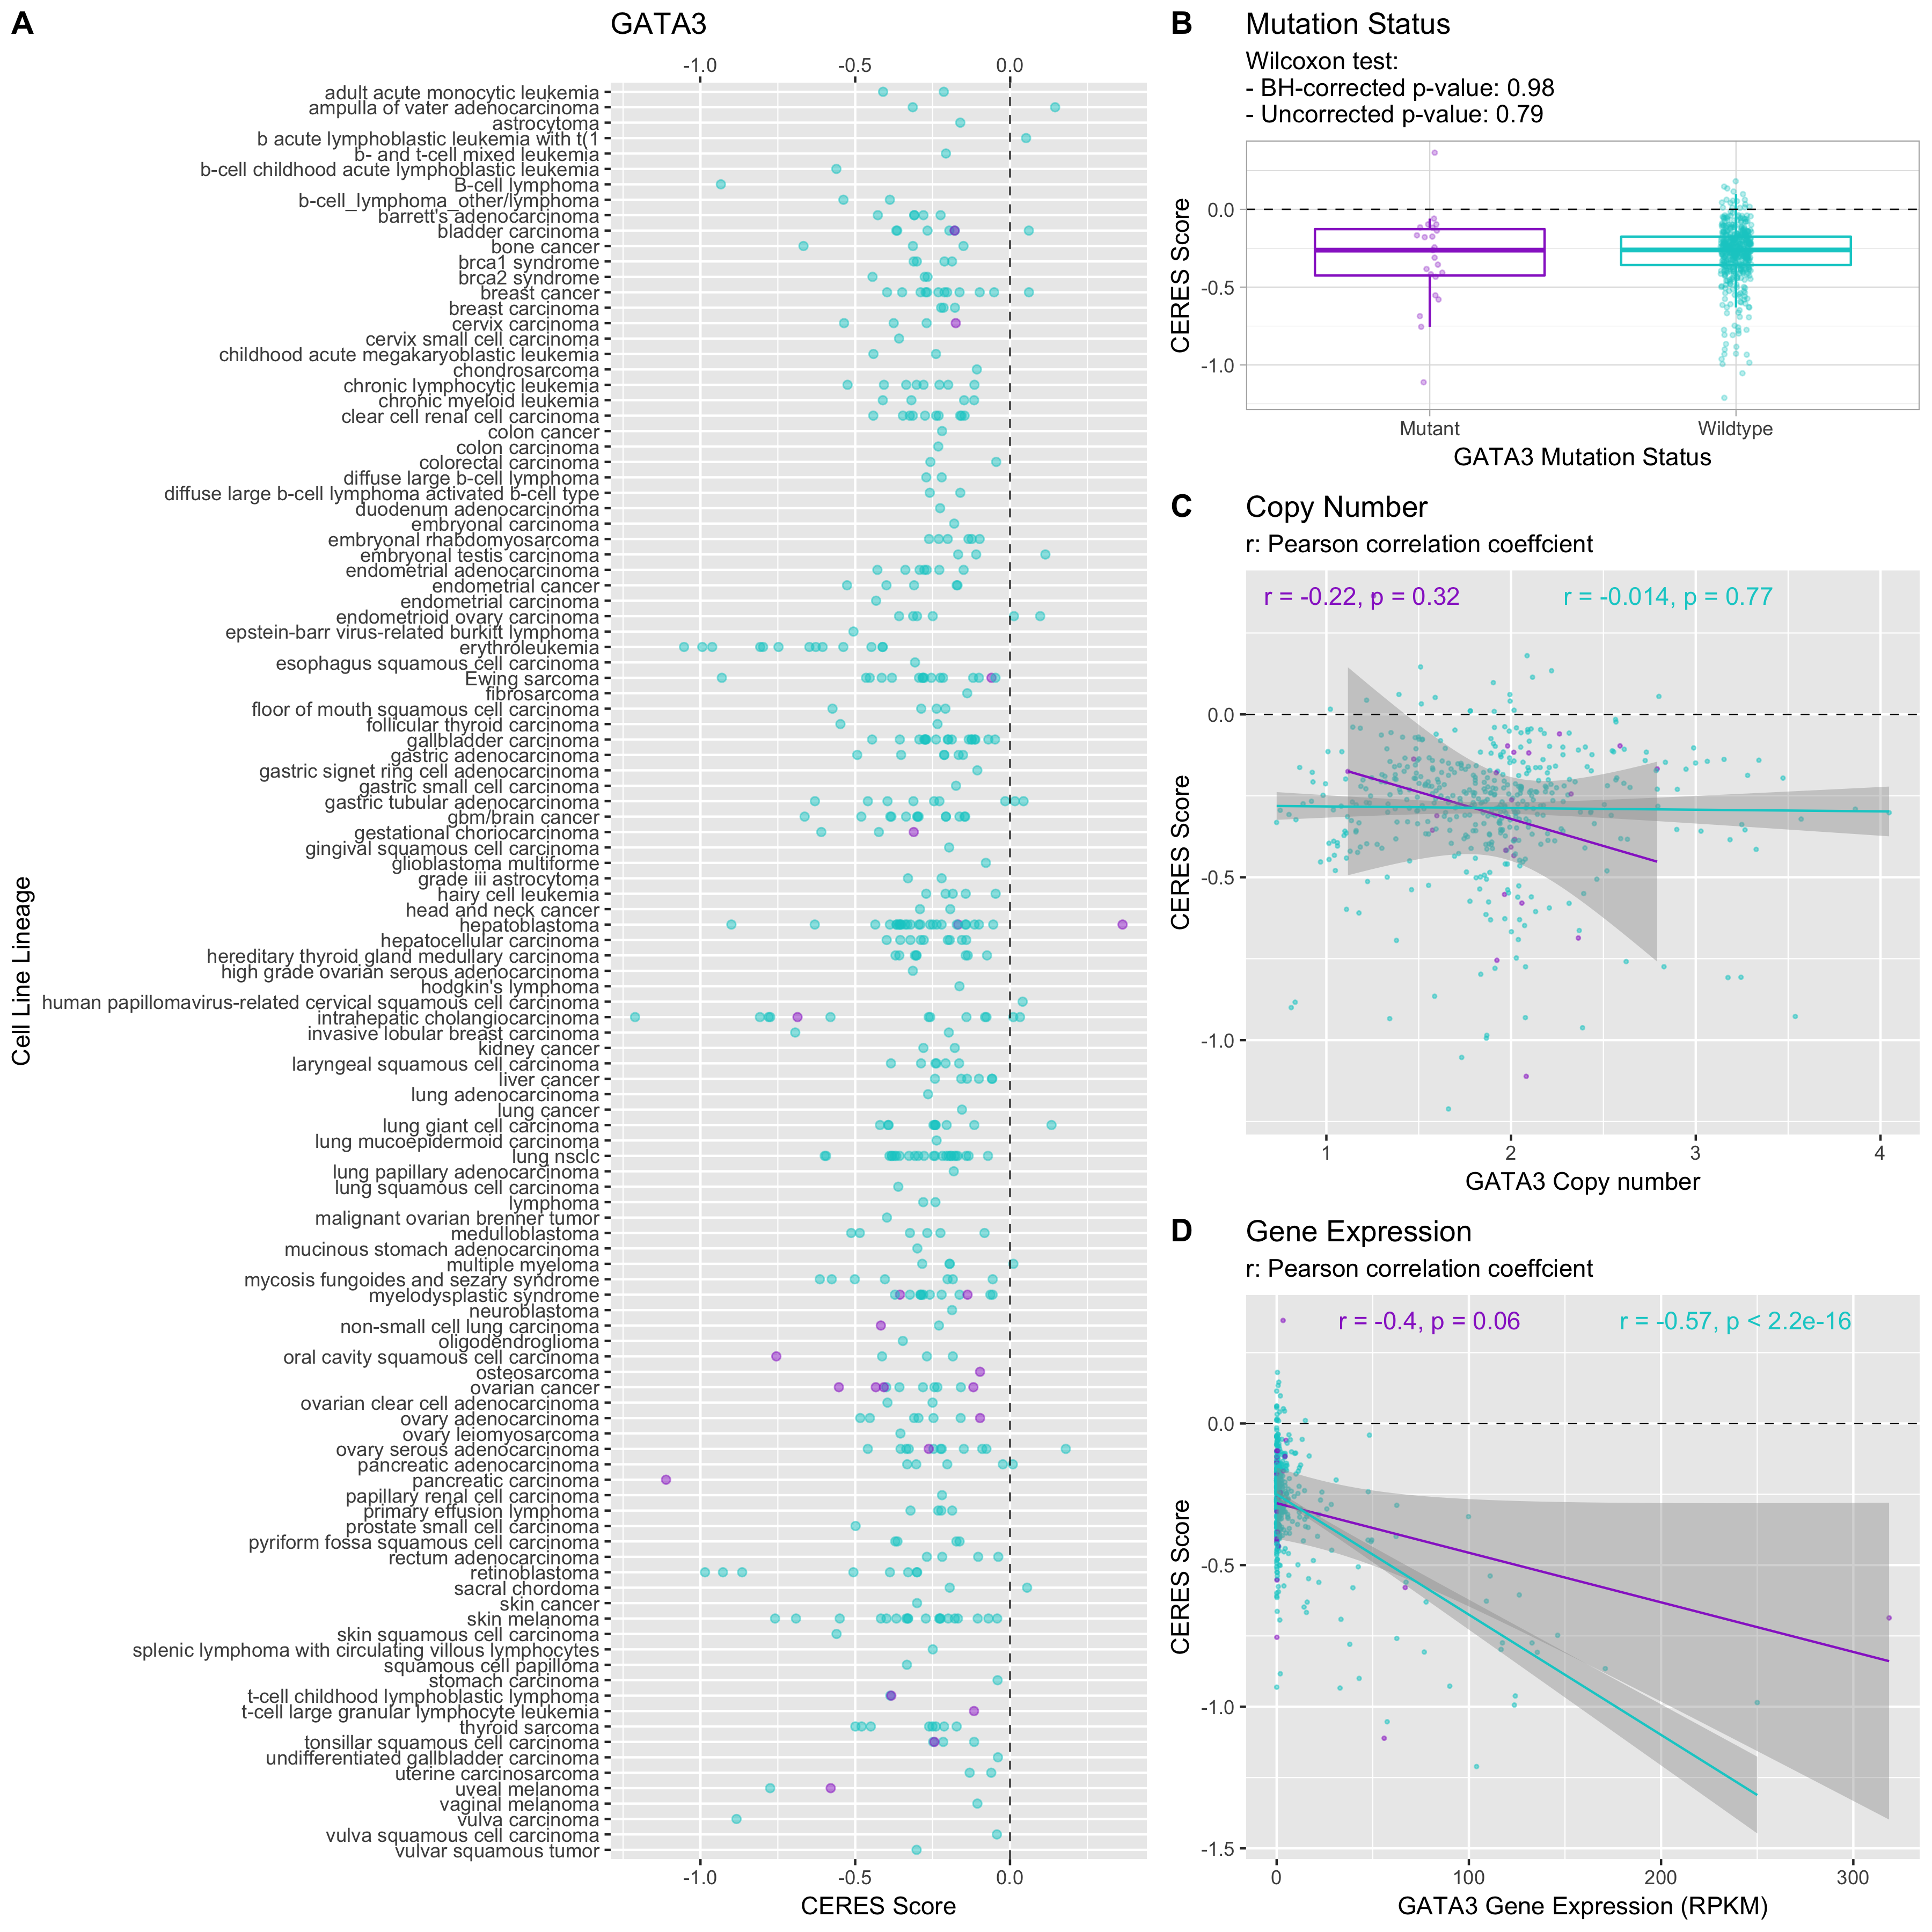 A
GATA3
-1.0 -0.5 0.0
Cell Line Lineage
adult acute monocytic leukemia
ampulla of vater adenocarcinoma
astrocytoma
b acute lymphoblastic leukemia with t(1
b- and t-cell mixed leukemia
b-cell childhood acute lymphoblastic leukemia
B-cell lymphoma
b-cell_lymphoma_other/lymphoma
barrett's adenocarcinoma
bladder carcinoma
bone cancer
brca1 syndrome
brca2 syndrome
breast cancer
breast carcinoma
cervix carcinoma
cervix small cell carcinoma
childhood acute megakaryoblastic leukemia
chondrosarcoma
chronic lymphocytic leukemia
chronic myeloid leukemia
clear cell renal cell carcinoma
colon cancer
colon carcinoma
colorectal carcinoma
diffuse large b-cell lymphoma
diffuse large b-cell lymphoma activated b-cell type
duodenum adenocarcinoma
embryonal carcinoma
embryonal rhabdomyosarcoma
embryonal testis carcinoma
endometrial adenocarcinoma
endometrial cancer
endometrial carcinoma
endometrioid ovary carcinoma
epstein-barr virus-related burkitt lymphoma
erythroleukemia
esophagus squamous cell carcinoma
Ewing sarcoma
fibrosarcoma
floor of mouth squamous cell carcinoma
follicular thyroid carcinoma
gallbladder carcinoma
gastric adenocarcinoma
gastric signet ring cell adenocarcinoma
gastric small cell carcinoma
gastric tubular adenocarcinoma
gbm/brain cancer
gestational choriocarcinoma
gingival squamous cell carcinoma
glioblastoma multiforme
grade iii astrocytoma
hairy cell leukemia
head and neck cancer
hepatoblastoma
hepatocellular carcinoma
hereditary thyroid gland medullary carcinoma
high grade ovarian serous adenocarcinoma
hodgkin's lymphoma
human papillomavirus-related cervical squamous cell carcinoma
intrahepatic cholangiocarcinoma
invasive lobular breast carcinoma
kidney cancer
laryngeal squamous cell carcinoma
liver cancer
lung adenocarcinoma
lung cancer
lung giant cell carcinoma
lung mucoepidermoid carcinoma
lung nsclc
lung papillary adenocarcinoma
lung squamous cell carcinoma
lymphoma
malignant ovarian brenner tumor
medulloblastoma
mucinous stomach adenocarcinoma
multiple myeloma
mycosis fungoides and sezary syndrome
myelodysplastic syndrome
neuroblastoma
non-small cell lung carcinoma
oligodendroglioma
oral cavity squamous cell carcinoma
osteosarcoma
ovarian cancer
ovarian clear cell adenocarcinoma
ovary adenocarcinoma
ovary leiomyosarcoma
ovary serous adenocarcinoma
pancreatic adenocarcinoma
pancreatic carcinoma
papillary renal cell carcinoma
primary effusion lymphoma
prostate small cell carcinoma
pyriform fossa squamous cell carcinoma
rectum adenocarcinoma
retinoblastoma
sacral chordoma
skin cancer
skin melanoma
skin squamous cell carcinoma
splenic lymphoma with circulating villous lymphocytes
squamous cell papilloma
stomach carcinoma
t-cell childhood lymphoblastic lymphoma
t-cell large granular lymphocyte leukemia
thyroid sarcoma
tonsillar squamous cell carcinoma
undifferentiated gallbladder carcinoma
uterine carcinosarcoma
uveal melanoma
vaginal melanoma
vulva carcinoma
vulva squamous cell carcinoma
vulvar squamous tumor
-1.0 -0.5 0.0
CERES Score
B
Mutation Status
Wilcoxon test:
- BH-corrected p-value: 0.98
- Uncorrected p-value: 0.79
CERES Score
0.0
-0.5
-1.0
Mutant Wildtype
GATA3 Mutation Status
C
Copy Number
r: Pearson correlation coeffcient
r = -0.22, p = 0.32 r = -0.014, p = 0.77
CERES Score
0.0
-0.5
-1.0
1 2 3 4
GATA3 Copy number
D
Gene Expression
r: Pearson correlation coeffcient
r = -0.4, p = 0.06 r = -0.57, p < 2.2e-16
CERES Score
0.0
-0.5
-1.0
-1.5
0 100 200 300
GATA3 Gene Expression (RPKM)